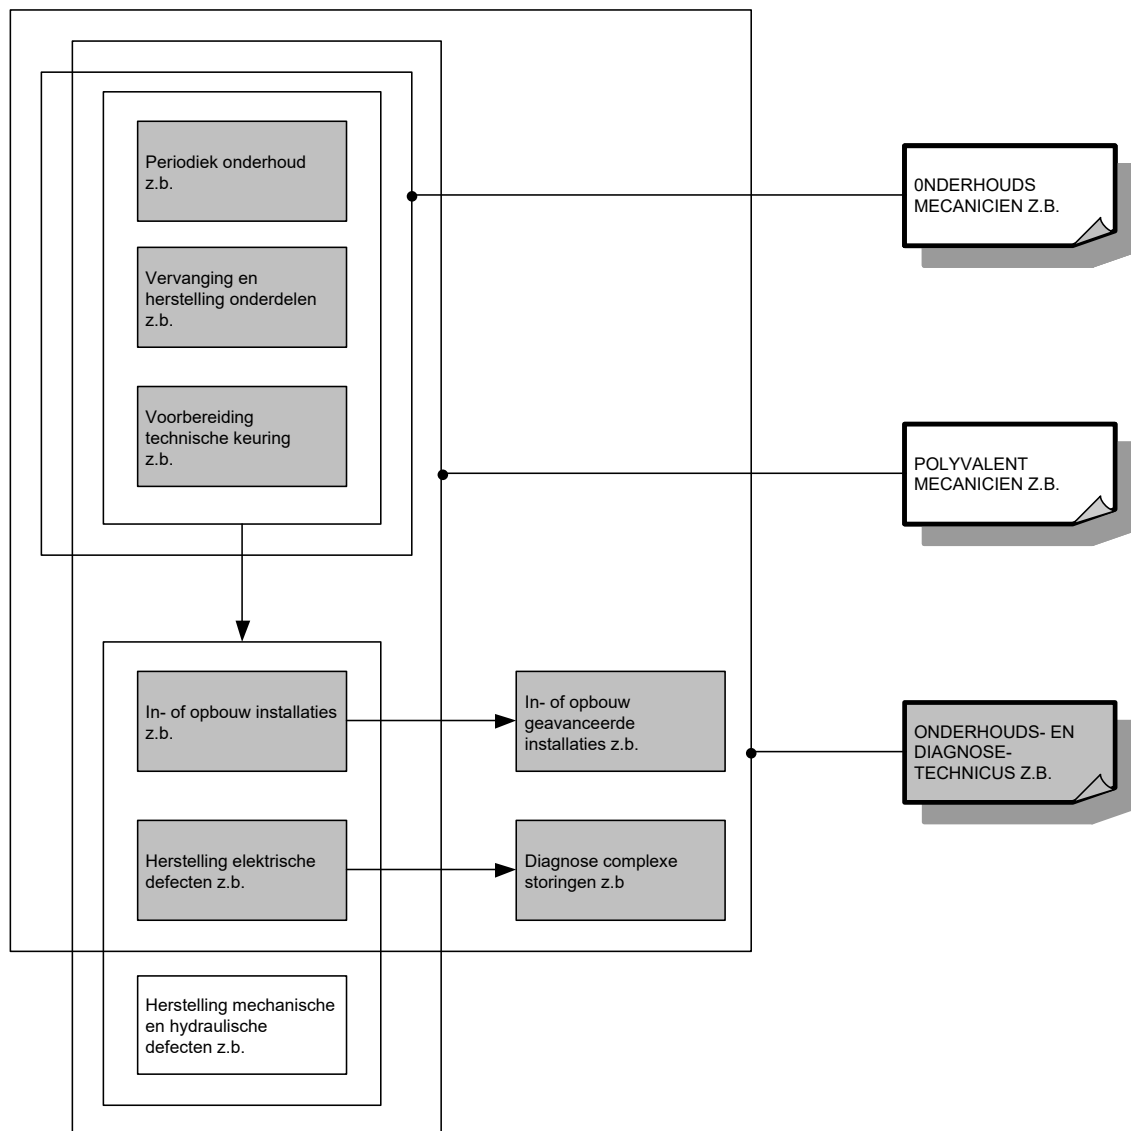 Periodiek onderhoud
z.b.
Vervanging en
herstelling onderdelen
z.b.
Voorbereiding
technische keuring
z.b.
In- of opbouw installaties
z.b.
Herstelling elektrische
defecten z.b.
Herstelling mechanische
en hydraulische
defecten z.b.
In- of opbouw
geavanceerde
installaties z.b.
Diagnose complexe
storingen z.b
0NDERHOUDS
MECANICIEN Z.B.
POLYVALENT
MECANICIEN Z.B.
ONDERHOUDS- EN
DIAGNOSE-
TECHNICUS Z.B.